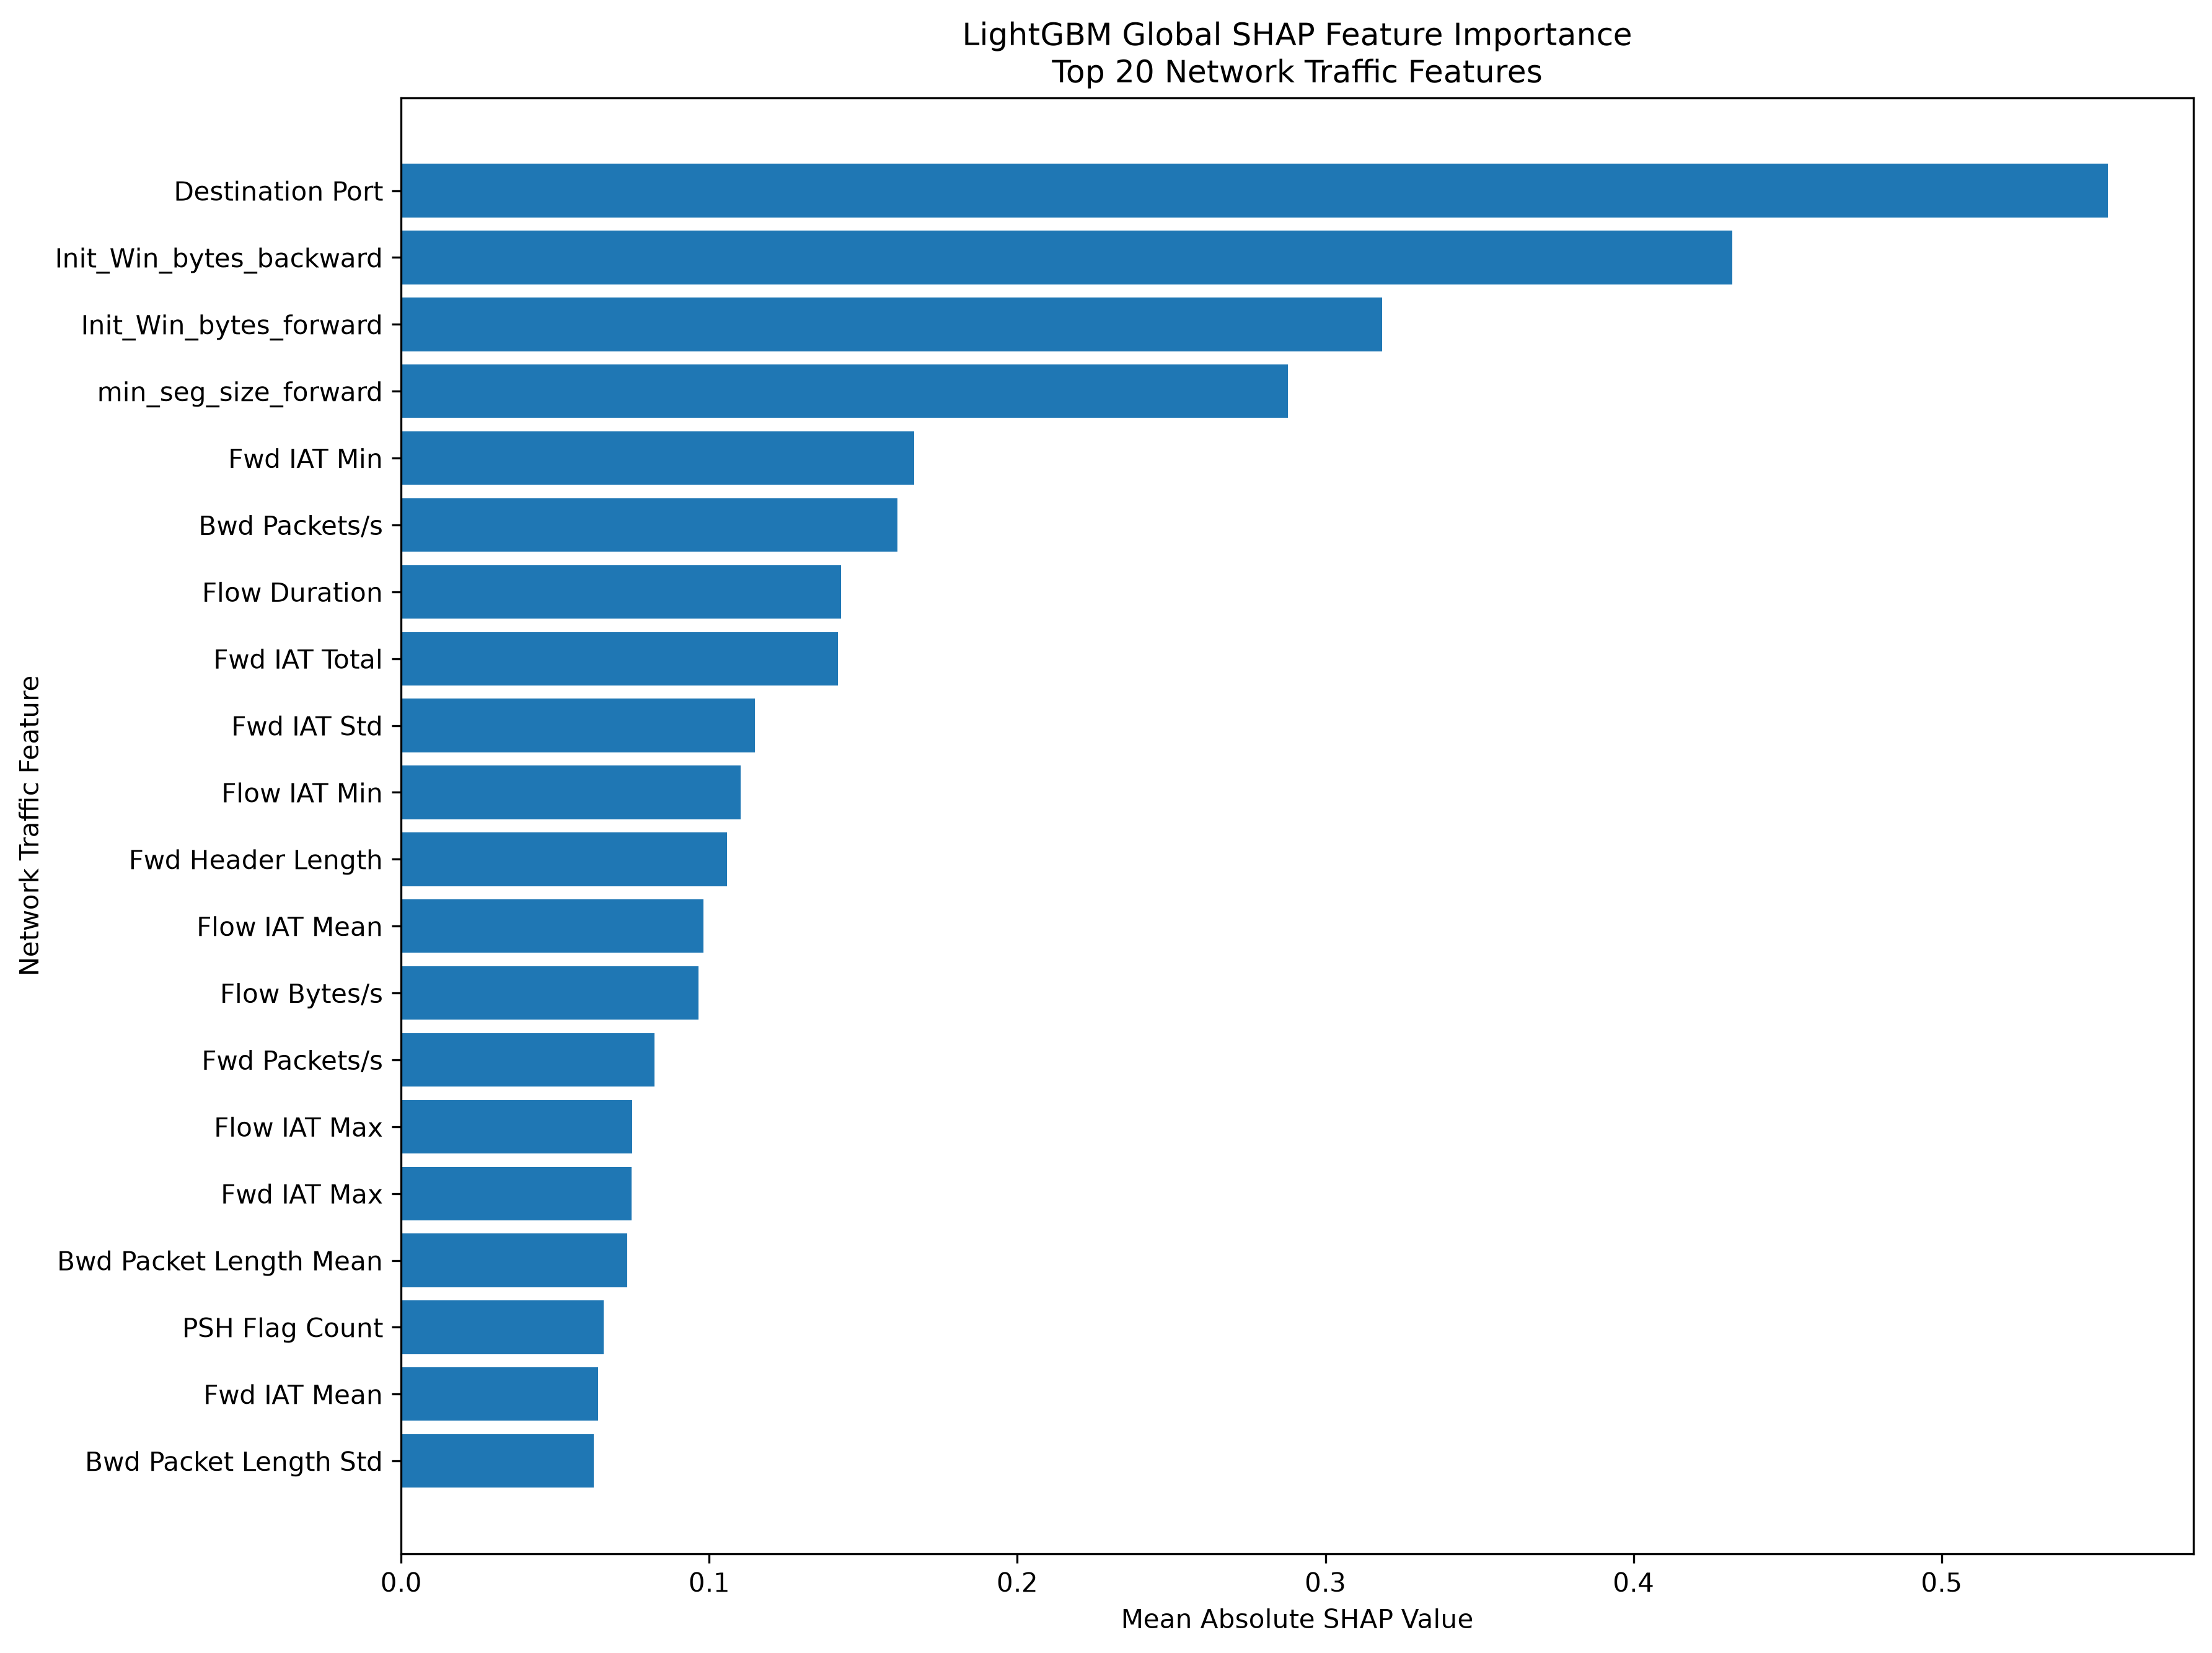 LightGBM Global SHAP Feature Importance
Top 20 Network Traffic Features
Network Traffic Feature
Destination Port
Init_Win_bytes_backward
Init_Win_bytes_forward
min_seg_size_forward
Fwd IAT Min
Bwd Packets/s
Flow Duration
Fwd IAT Total
Fwd IAT Std
Flow IAT Min
Fwd Header Length
Flow IAT Mean
Flow Bytes/s
Fwd Packets/s
Flow IAT Max
Fwd IAT Max
Bwd Packet Length Mean
PSH Flag Count
Fwd IAT Mean
Bwd Packet Length Std
0.0 0.1 0.2 0.3 0.4 0.5
Mean Absolute SHAP Value